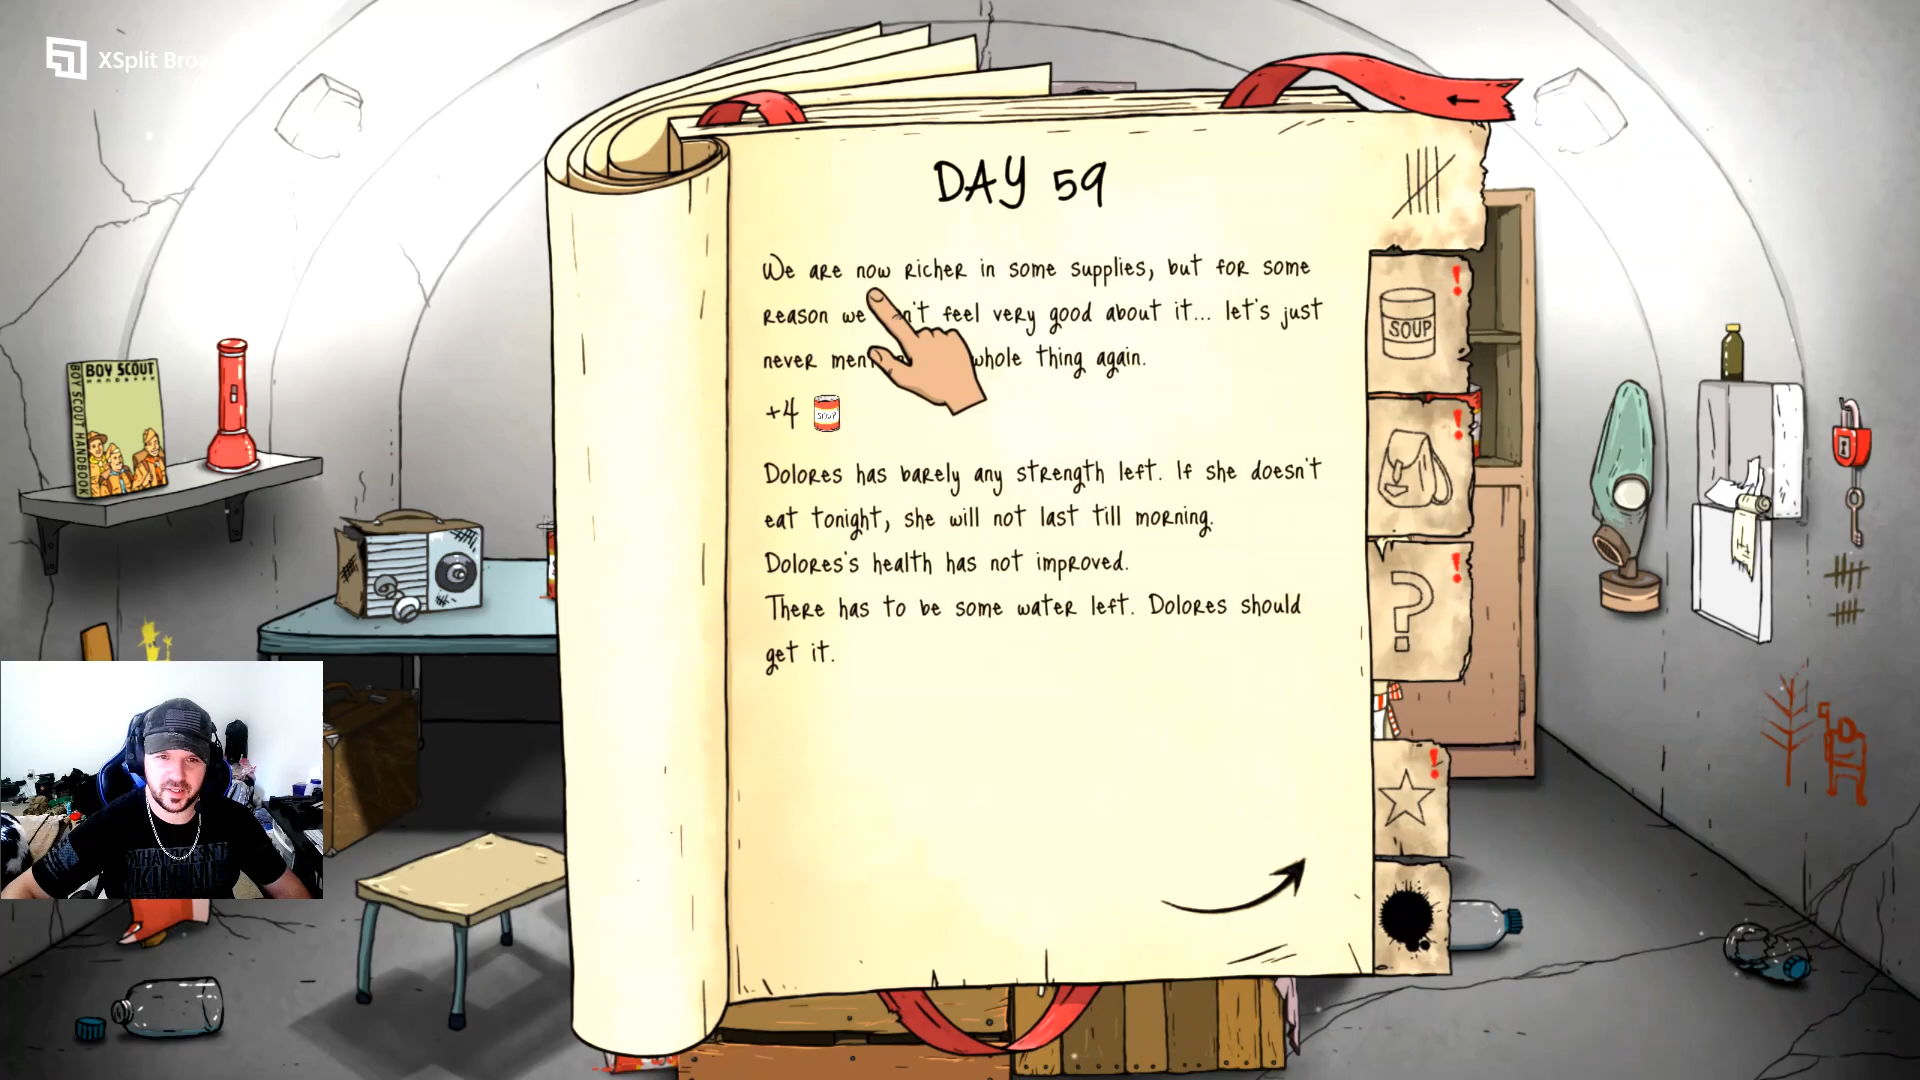 XSplit Broa
DAY 59
We are now richer in some supplies, but for some
reason we n't feel very good about it... let's just
never men whole thing again.
+4 SOUP
Dolores has barely any strength left. If she doesn't
eat tonight, she will not last till morning.
Dolores's health has not improved.
There has to be some water left. Dolores should
get it.
SOUP
BOY SCOUT
HANDBOOK
BOY SCOUT HANDBOOK